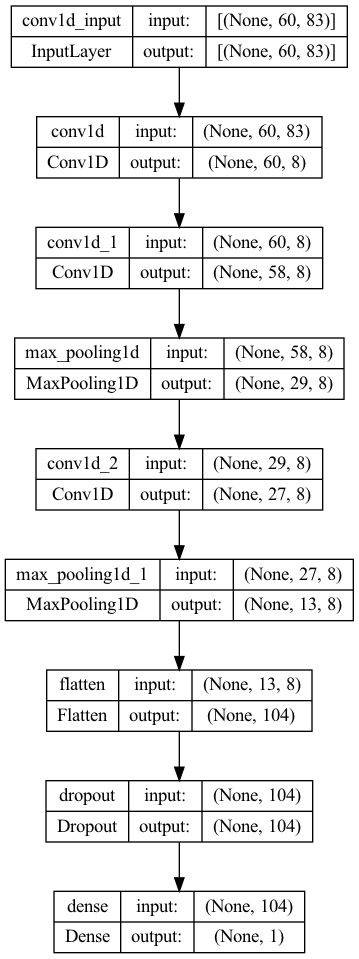 conv1d_input input: [(None, 60, 83)]
InputLayer output: [(None, 60, 83)]
conv1d input: (None, 60, 83)
Conv1D output: (None, 60, 8)
conv1d_1 input: (None, 60, 8)
Conv1D output: (None, 58, 8)
max_pooling1d input: (None, 58, 8)
MaxPooling1D output: (None, 29, 8)
conv1d_2 input: (None, 29, 8)
Conv1D output: (None, 27, 8)
max_pooling1d_1 input: (None, 27, 8)
MaxPooling1D output: (None, 13, 8)
flatten input: (None, 13, 8)
Flatten output: (None, 104)
dropout input: (None, 104)
Dropout output: (None, 104)
dense input: (None, 104)
Dense output: (None, 1)